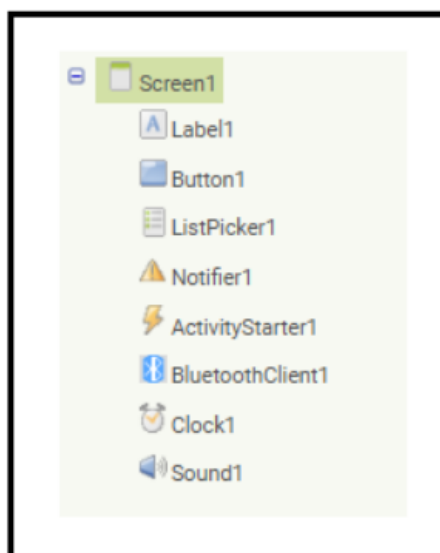 Screen1
Label1
Button1
ListPicker1
Notifier1
ActivityStarter1
BluetoothClient1
Clock1
Sound1